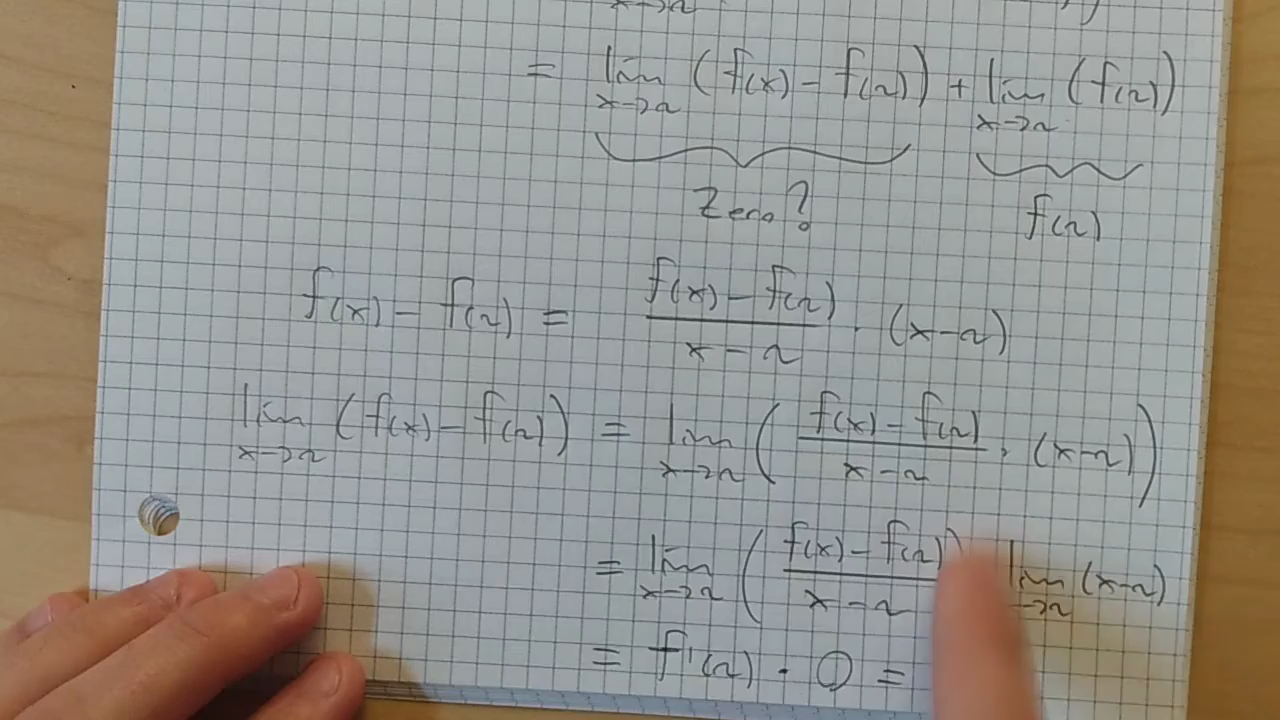 x→a
= lim x→a (f(x) - f(a)) + lim x→a (f(a))
Zero? f(a)
f(x) - f(a) = f(x) - f(a) / x - a · (x - a)
lim x→a (f(x) - f(a)) = lim x→a (f(x) - f(a) / x - a · (x - a))
= lim x→a (f(x) - f(a) / x - a) lim →a (x - a)
= f'(a) · 0 =